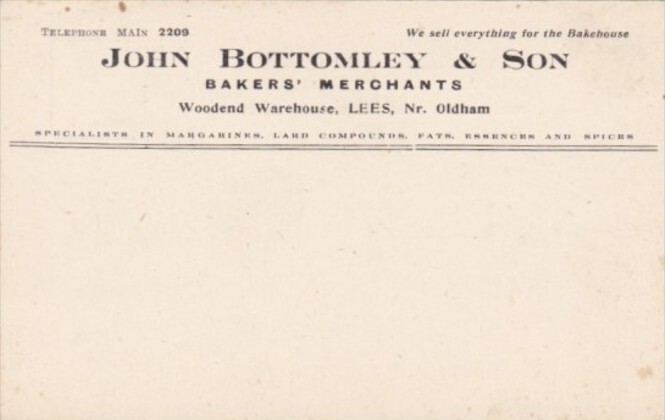 TELEPHONE MAIN 2209 We sell everything for the Bakehouse
JOHN BOTTOMLEY & SON
BAKERS' MERCHANTS
Woodend Warehouse, LEES, Nr. Oldham
SPECIALISTS IN MARGARINES, LARD COMPOUNDS, FATS, ESSENCES AND SPICES